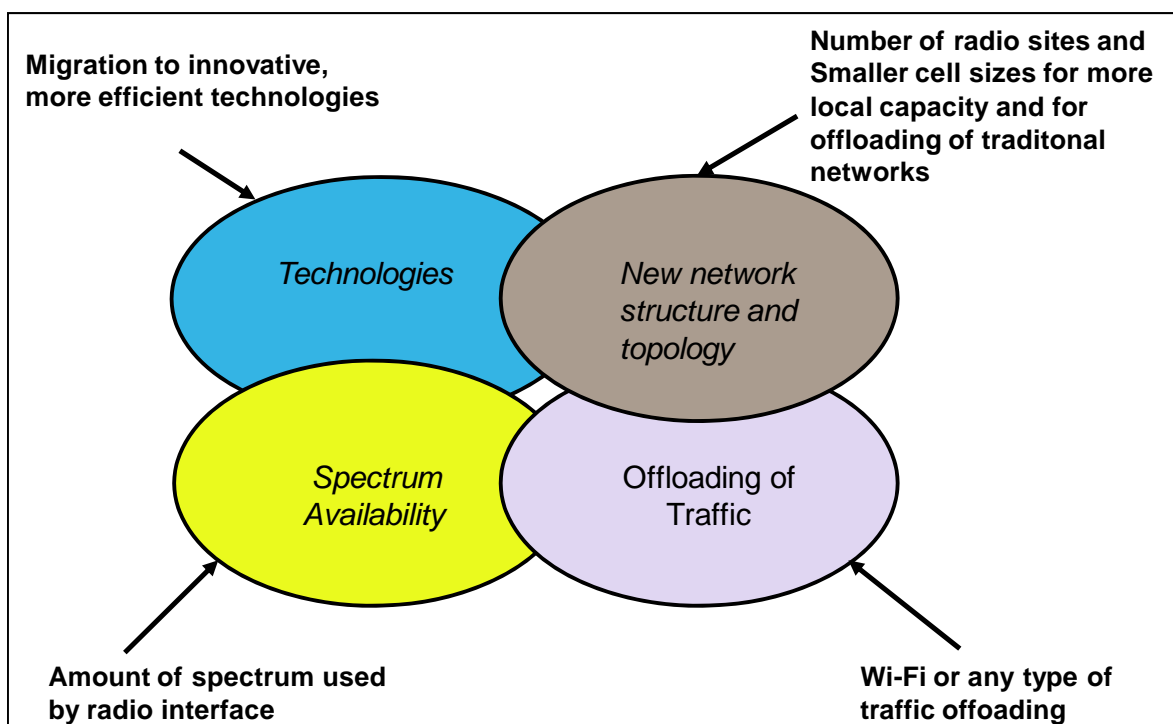 Migration to innovative,
more efficient technologies
Number of radio sites and
Smaller cell sizes for more
local capacity and for
offloading of traditonal
networks
Technologies
New network
structure and
topology
Spectrum
Availability
Offloading of
Traffic
Amount of spectrum used
by radio interface
Wi-Fi or any type of
traffic offoading